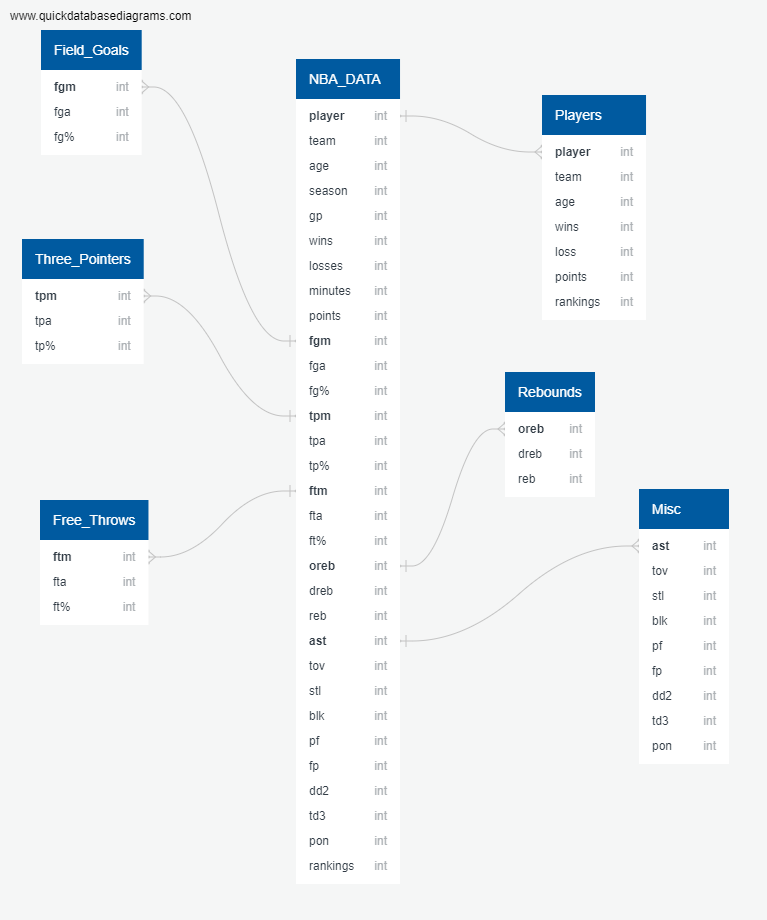 www.quickdatabasediagrams.com
Field_Goals
fgm int
fga int
fg% int
NBA_DATA
player int
team int
age int
season int
gp int
wins int
losses int
minutes int
points int
fgm int
fga int
fg% int
tpm int
tpa int
tp% int
ftm int
fta int
ft% int
oreb int
dreb int
reb int
ast int
tov int
stl int
blk int
pf int
fp int
dd2 int
td3 int
pon int
rankings int
Players
player int
team int
age int
wins int
loss int
points int
rankings int
Three_Pointers
tpm int
tpa int
tp% int
Rebounds
oreb int
dreb int
reb int
Free_Throws
ftm int
fta int
ft% int
Misc
ast int
tov int
stl int
blk int
pf int
fp int
dd2 int
td3 int
pon int